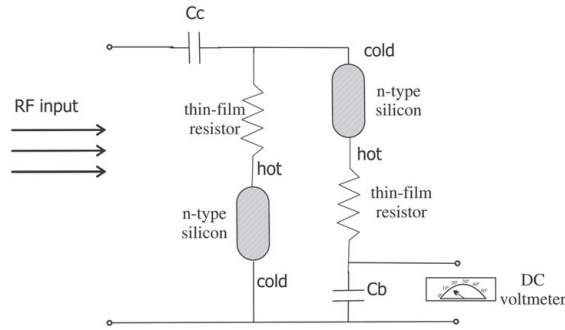 Cc
cold
RF input
thin-film
resistor
n-type
silicon
hot
hot
thin-film
resistor
n-type
silicon
cold
Cb
DC
voltmeter